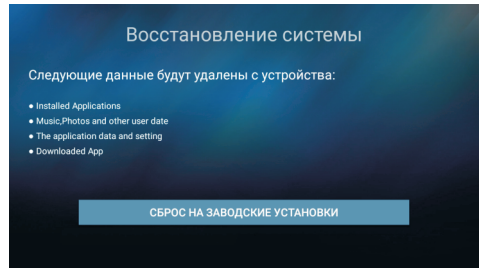 Восстановление системы
Следующие данные будут удалены с устройства:
● Installed Applications
● Music,Photos and other user date
● The application data and setting
● Downloaded App
СБРОС НА ЗАВОДСКИЕ УСТАНОВКИ